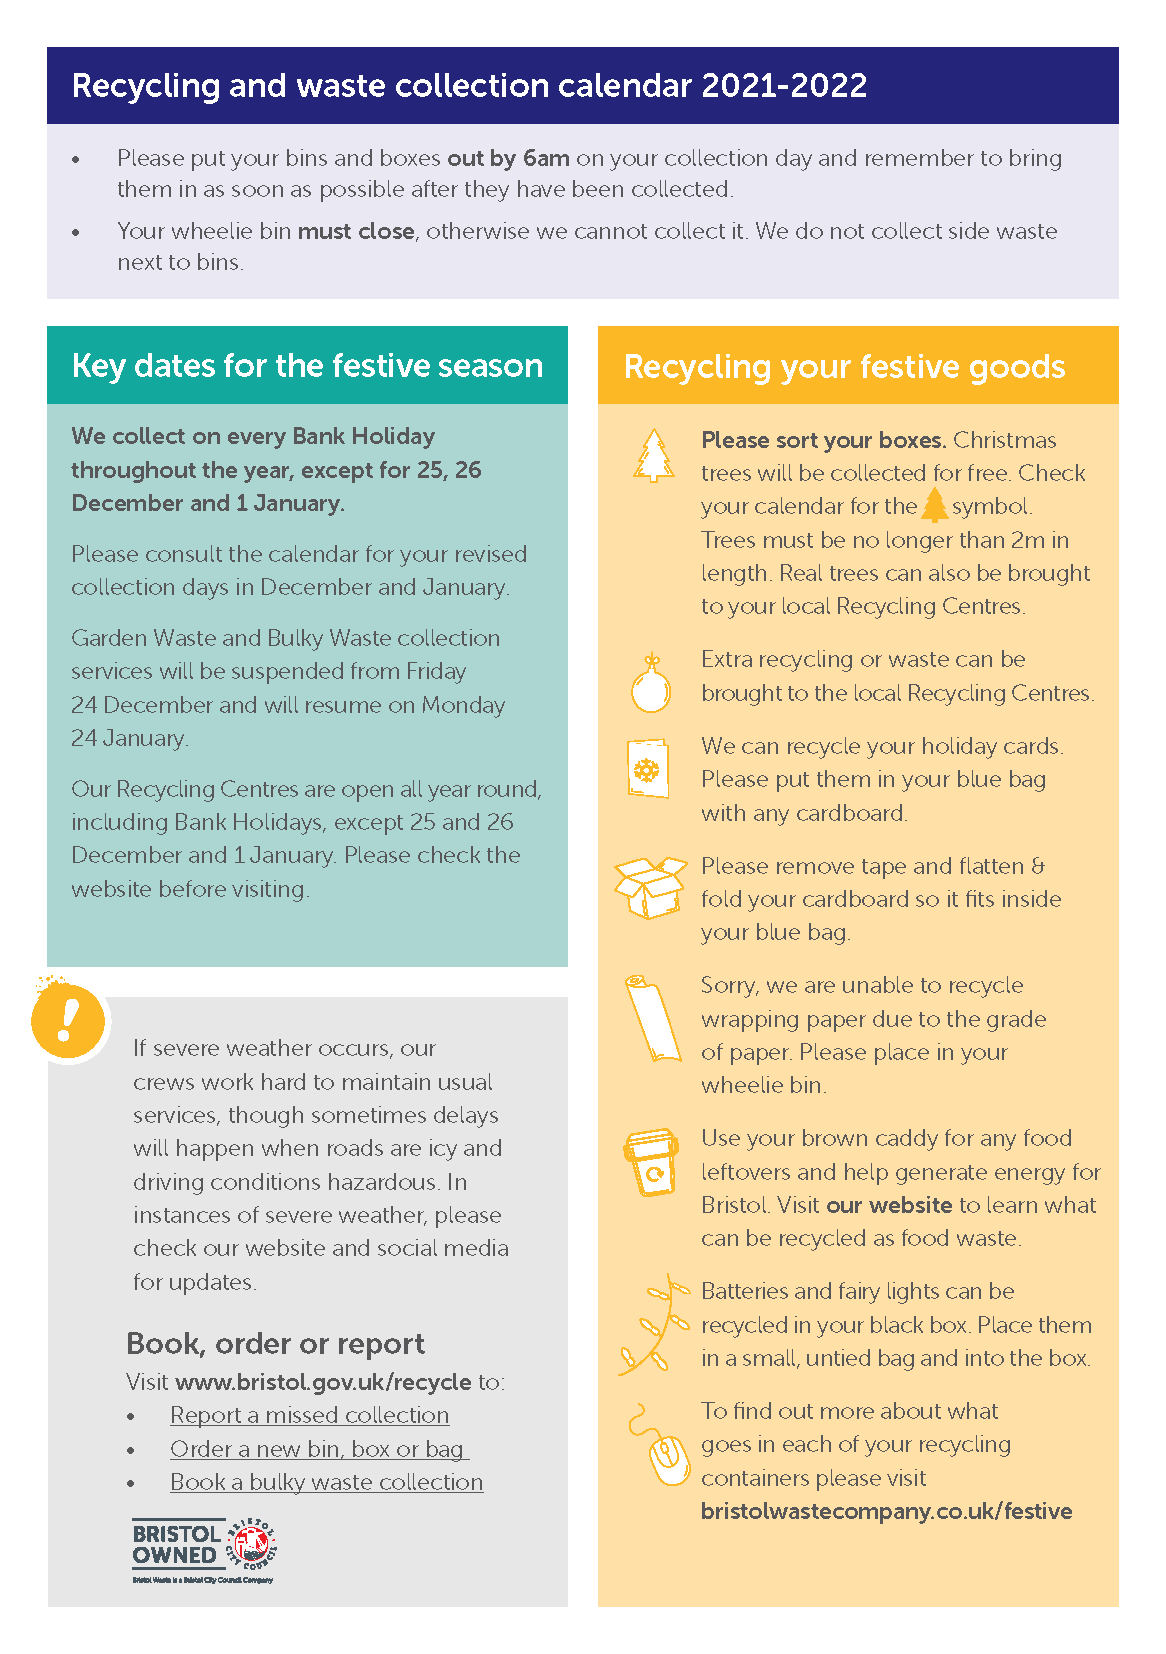 Recycling and waste collection calendar 2021-2022
• Please put your bins and boxes out by 6am on your collection day and remember to bring
them in as soon as possible after they have been collected.
• Your wheelie bin must close, otherwise we cannot collect it. We do not collect side waste
next to bins.
Key dates for the festive season
We collect on every Bank Holiday
throughout the year, except for 25, 26
December and 1 January.
Please consult the calendar for your revised
collection days in December and January.
Garden Waste and Bulky Waste collection
services will be suspended from Friday
24 December and will resume on Monday
24 January.
Our Recycling Centres are open all year round,
including Bank Holidays, except 25 and 26
December and 1 January. Please check the
website before visiting.
!
If severe weather occurs, our
crews work hard to maintain usual
services, though sometimes delays
will happen when roads are icy and
driving conditions hazardous. In
instances of severe weather, please
check our website and social media
for updates.
Book, order or report
Visit www.bristol.gov.uk/recycle to:
• Report a missed collection
• Order a new bin, box or bag
• Book a bulky waste collection
BRISTOL
OWNED
BRISTOL CITY COUNCIL
Bristol Waste is a Bristol City Council Company
Recycling your festive goods
Please sort your boxes. Christmas
trees will be collected for free. Check
your calendar for the symbol.
Trees must be no longer than 2m in
length. Real trees can also be brought
to your local Recycling Centres.
Extra recycling or waste can be
brought to the local Recycling Centres.
We can recycle your holiday cards.
Please put them in your blue bag
with any cardboard.
Please remove tape and flatten &
fold your cardboard so it fits inside
your blue bag.
Sorry, we are unable to recycle
wrapping paper due to the grade
of paper. Please place in your
wheelie bin.
Use your brown caddy for any food
leftovers and help generate energy for
Bristol. Visit our website to learn what
can be recycled as food waste.
Batteries and fairy lights can be
recycled in your black box. Place them
in a small, untied bag and into the box.
To find out more about what
goes in each of your recycling
containers please visit
bristolwastecompany.co.uk/festive